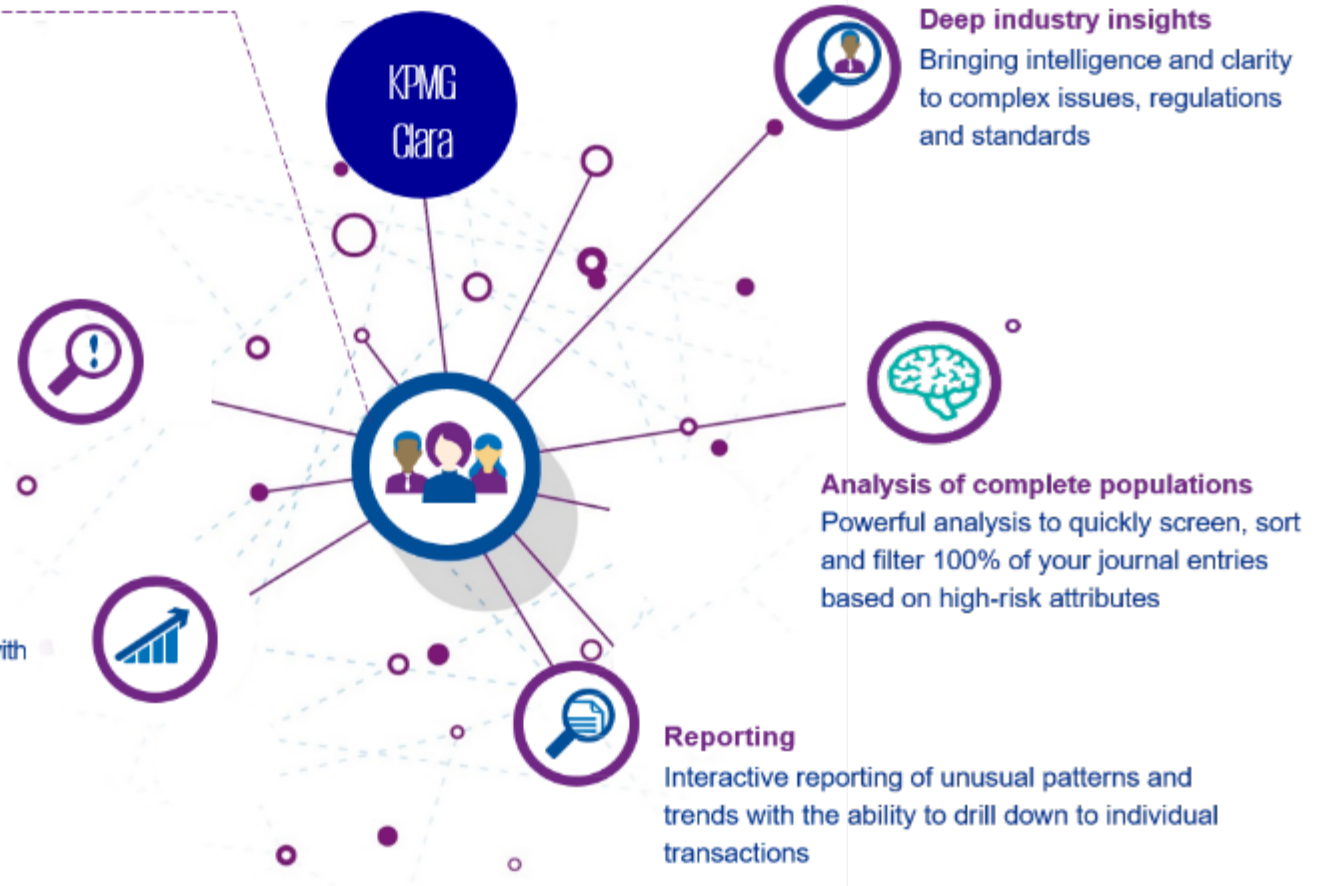 KPMG
Clara
Deep industry insights
Bringing intelligence and clarity
to complex issues, regulations
and standards
Analysis of complete populations
Powerful analysis to quickly screen, sort
and filter 100% of your journal entries
based on high-risk attributes
Reporting
Interactive reporting of unusual patterns and
trends with the ability to drill down to individual
transactions